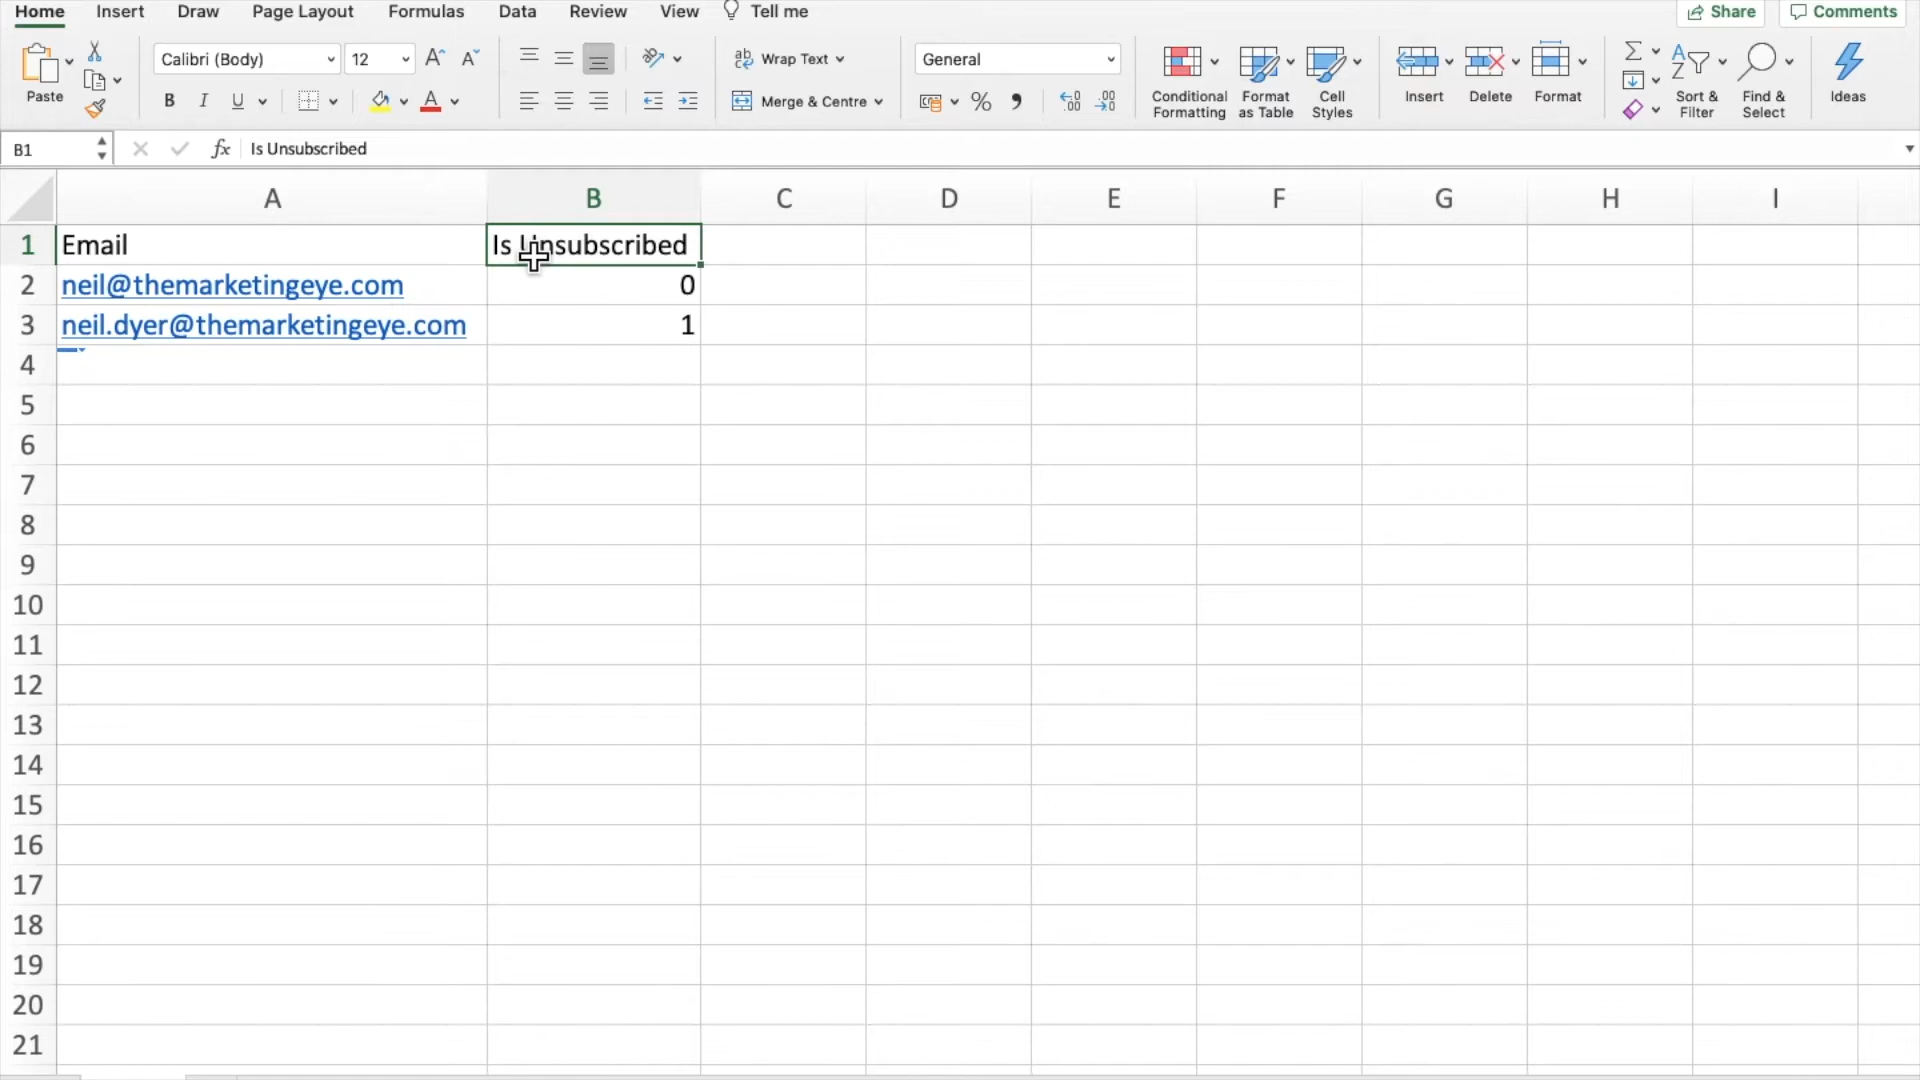 Home Insert Draw Page Layout Formulas Data Review View Tell me Share Comments
Calibri (Body) 12 A A ab Wrap Text General
Paste B I U A Merge & Centre % Conditional Formatting Format as Table Cell Styles Insert Delete Format Sort & Filter Find & Select Ideas
B1 fx Is Unsubscribed
A B C D E F G H I
1 Email Is Unsubscribed
2 neil@themarketingeye.com 0
3 neil.dyer@themarketingeye.com 1
4
5
6
7
8
9
10
11
12
13
14
15
16
17
18
19
20
21